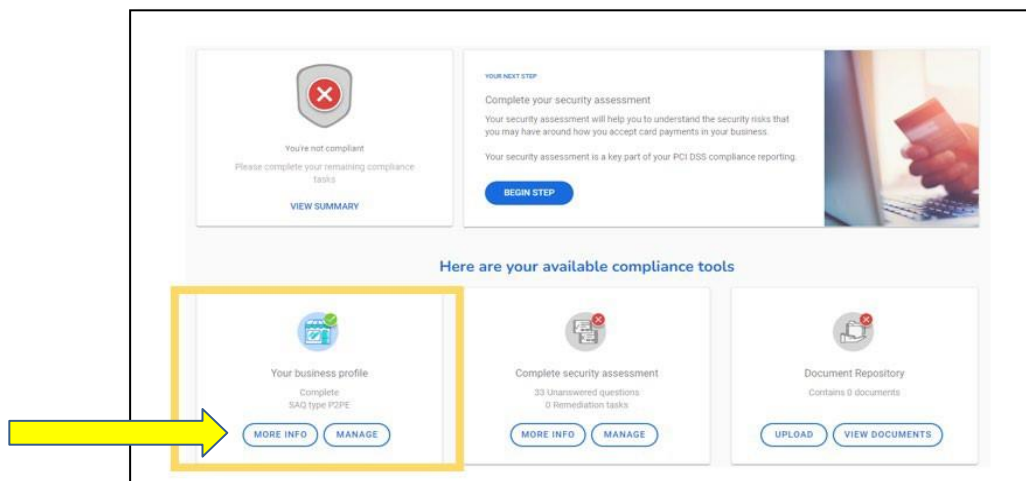 You're not compliant
Please complete your remaining compliance
tasks
VIEW SUMMARY
YOUR NEXT STEP
Complete your security assessment
Your security assessment will help you to understand the security risks that
you may have around how you accept card payments in your business.
Your security assessment is a key part of your PCI DSS compliance reporting.
BEGIN STEP
Here are your available compliance tools
Your business profile
Complete
SAQ type P2PE
MORE INFO
MANAGE
Complete security assessment
33 Unanswered questions
0 Remediation tasks
MORE INFO
MANAGE
Document Repository
Contains 0 documents
UPLOAD
VIEW DOCUMENTS